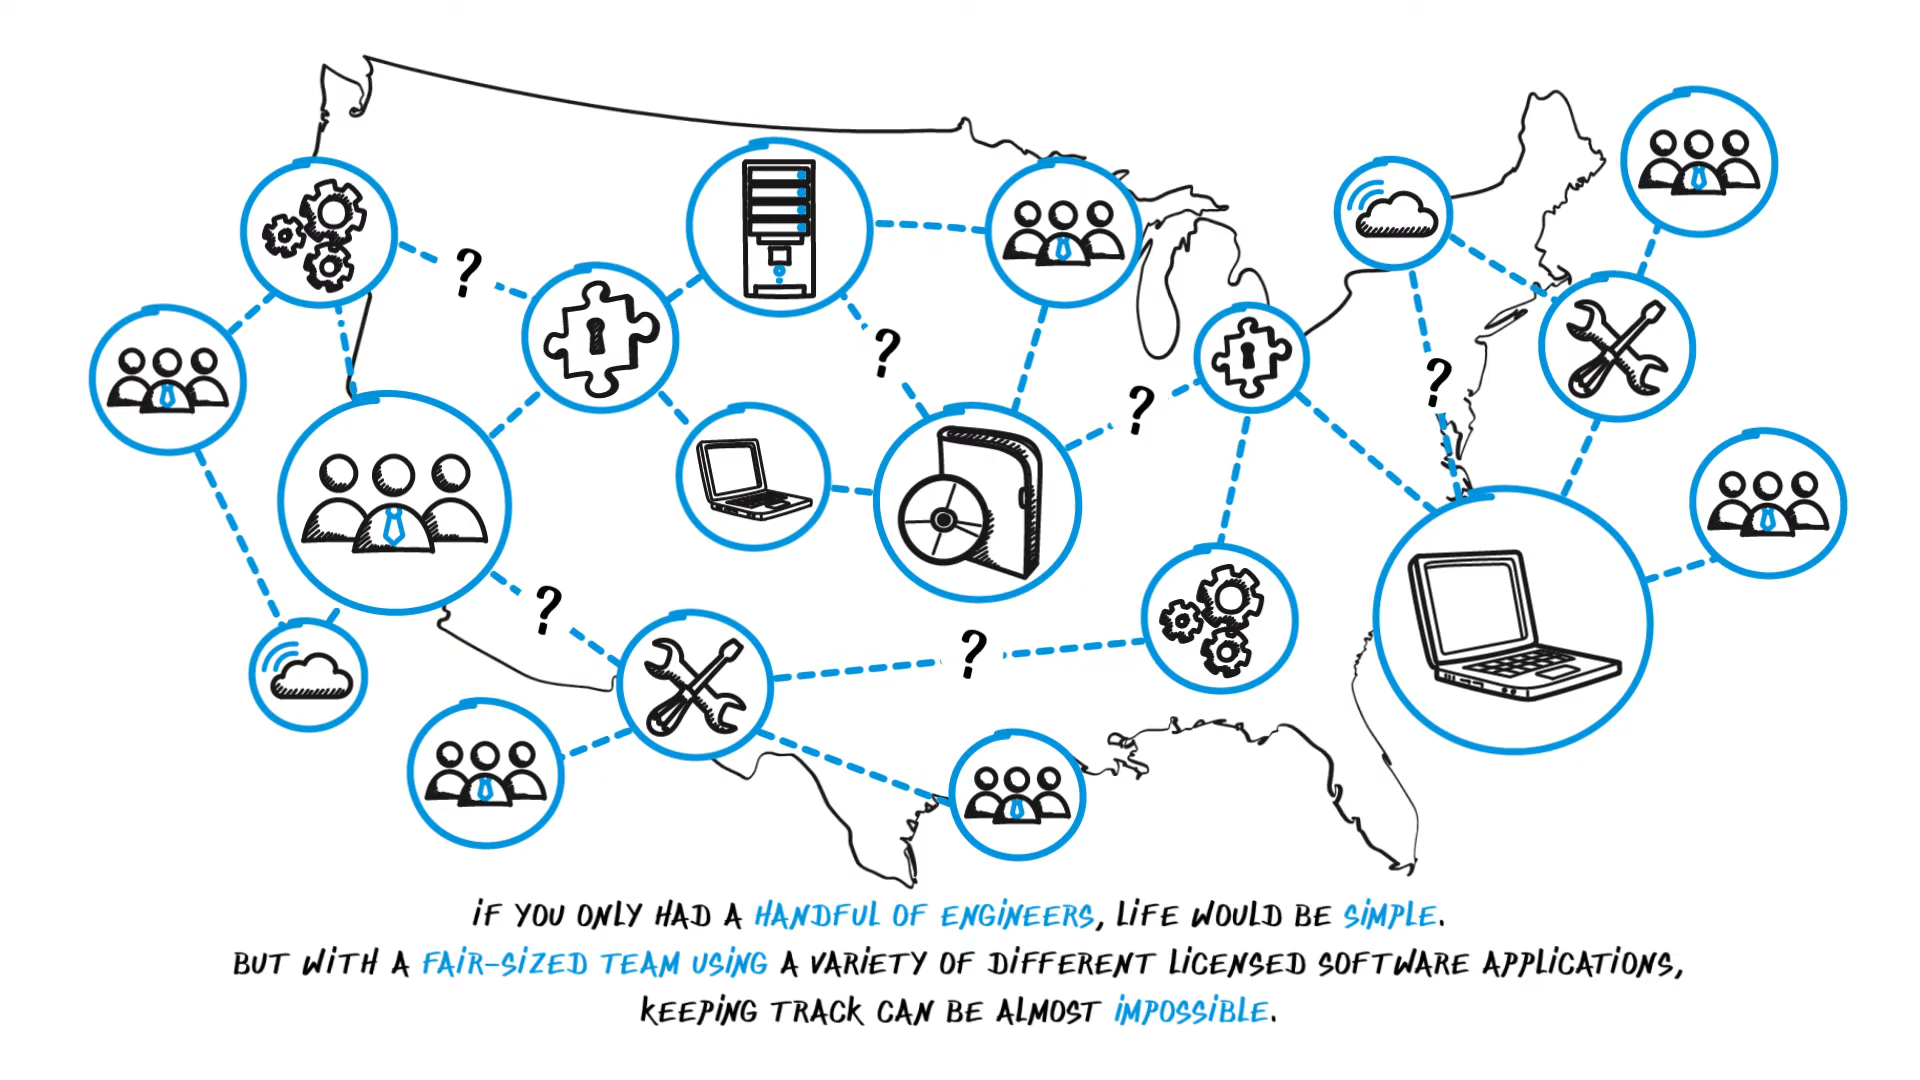 ?
?
?
?
?
?
IF YOU ONLY HAD A HANDFUL OF ENGINEERS, LIFE WOULD BE SIMPLE.
BUT WITH A FAIR-SIZED TEAM USING A VARIETY OF DIFFERENT LICENSED SOFTWARE APPLICATIONS,
KEEPING TRACK CAN BE ALMOST IMPOSSIBLE.